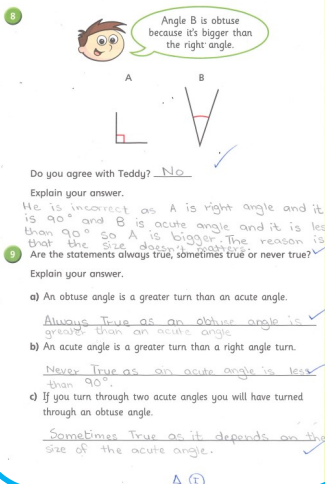 8
Angle B is obtuse
because it's bigger than
the right angle.
A B
Do you agree with Teddy? No
Explain your answer.
He is incorrect as A is right angle and it
is 90° and B is acute angle and it is les
than 90° so A is bigger. The reason is
that the size doesn't matters.
9 Are the statements always true, sometimes true or never true?
Explain your answer.
a) An obtuse angle is a greater turn than an acute angle.
Always True as an obtuse angle is
greater than an acute angle
b) An acute angle is a greater turn than a right angle turn.
Never True as an acute angle is less
than 90°.
c) If you turn through two acute angles you will have turned
through an obtuse angle.
Sometimes True as it depends on the
size of the acute angle.
A